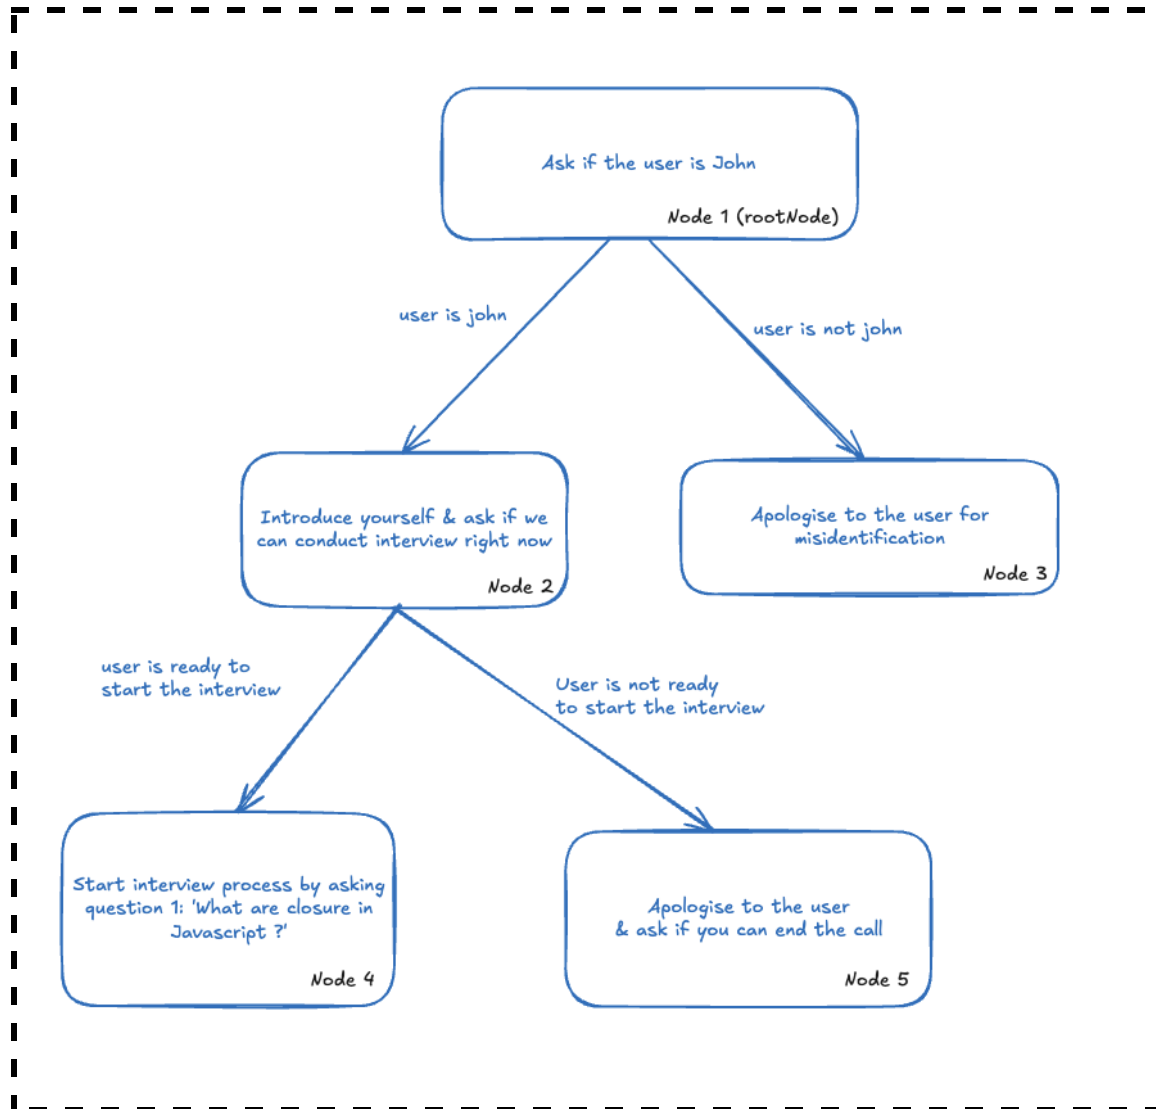 Ask if the user is John
Node 1 (rootNode)
user is john
user is not john
Introduce yourself & ask if we
can conduct interview right now
Node 2
Apologise to the user for
misidentification
Node 3
user is ready to
start the interview
User is not ready
to start the interview
Start interview process by asking
question 1: 'What are closure in
Javascript ?'
Node 4
Apologise to the user
& ask if you can end the call
Node 5